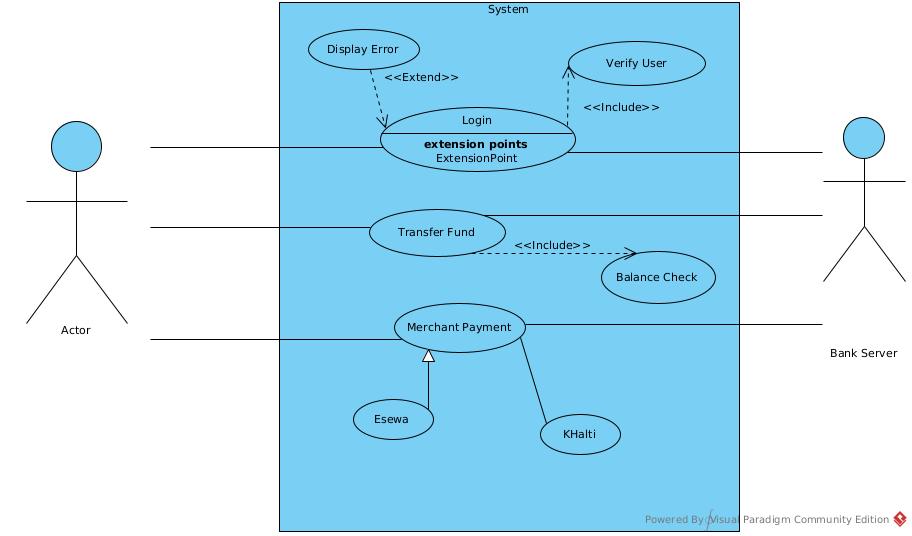 System
Display Error
<<Extend>>
Verify User
<<Include>>
Login
extension points
ExtensionPoint
Transfer Fund
<<Include>>
Balance Check
Actor
Merchant Payment
Bank Server
Esewa
KHalti
Powered By Visual Paradigm Community Edition